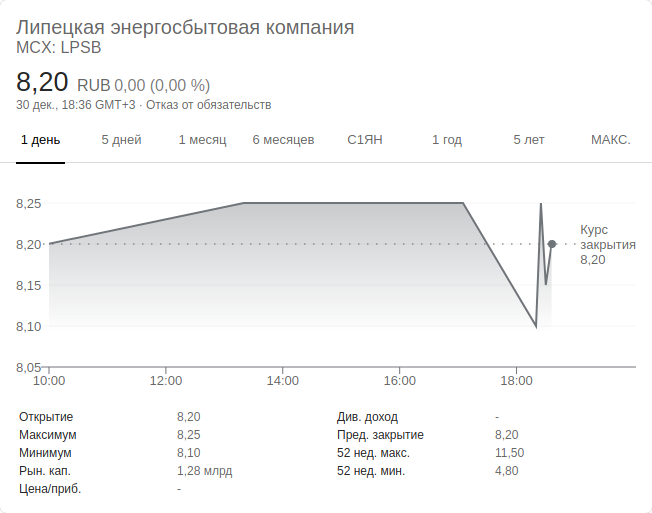 Липецкая энергосбытовая компания
MCX: LPSB
8,20 RUB 0,00 (0,00 %)
30 дек., 18:36 GMT+3 · Отказ от обязательств
1 день 5 дней 1 месяц 6 месяцев С1ЯН 1 год 5 лет МАКС.
8,25
8,20
8,15
8,10
8,05
Курс
закрытия
8,20
10:00 12:00 14:00 16:00 18:00
Открытие 8,20 Див. доход -
Максимум 8,25 Пред. закрытие 8,20
Минимум 8,10 52 нед. макс. 11,50
Рын. кап. 1,28 млрд 52 нед. мин. 4,80
Цена/приб. -